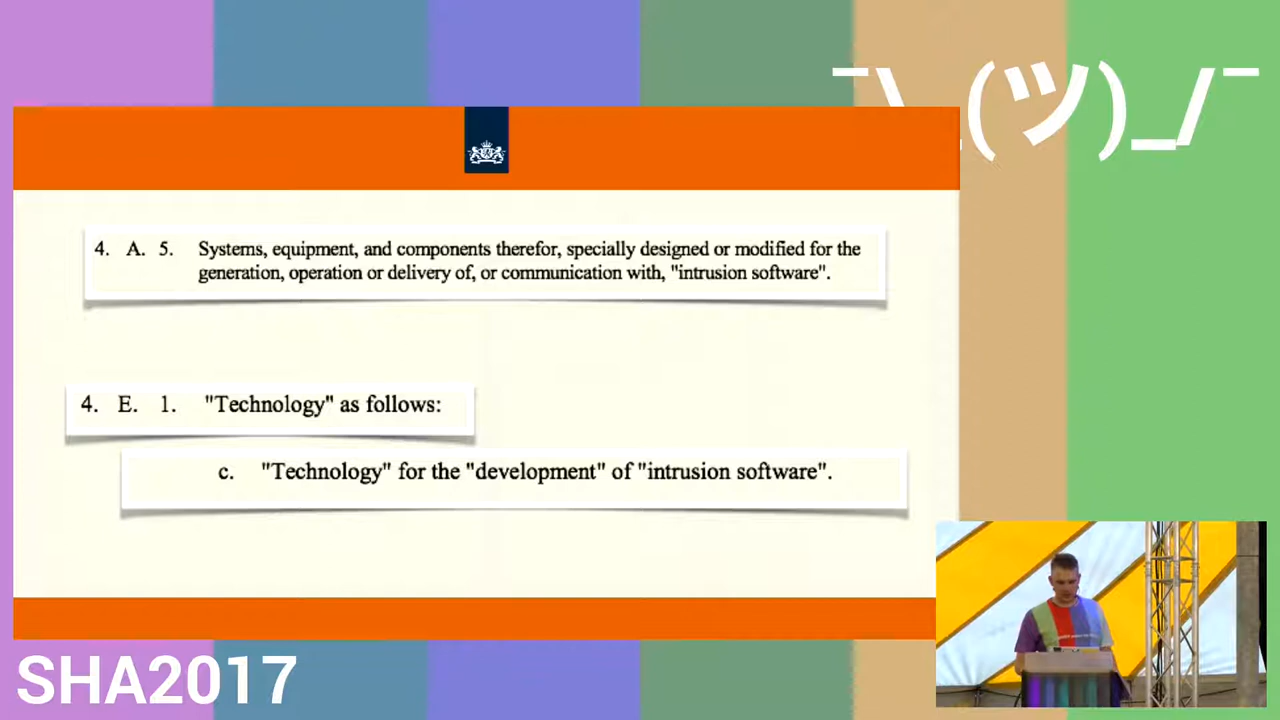 ¯\_(ツ)_/¯
4. A. 5. Systems, equipment, and components therefor, specially designed or modified for the
generation, operation or delivery of, or communication with, "intrusion software".
4. E. 1. "Technology" as follows:
c. "Technology" for the "development" of "intrusion software".
SHA2017